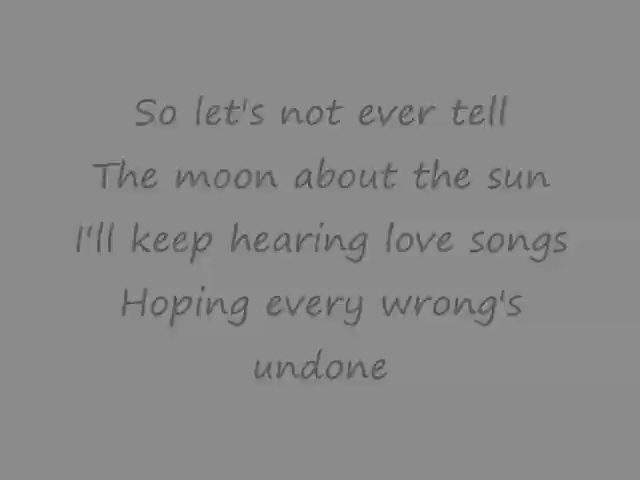 So let's not ever tell
The moon about the sun
I'll keep hearing love songs
Hoping every wrong's
undone